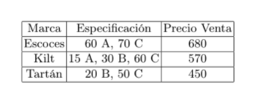 Marca Especificación Precio Venta
Escoces 60 A, 70 C 680
Kilt 15 A, 30 B, 60 C 570
Tartán 20 B, 50 C 450